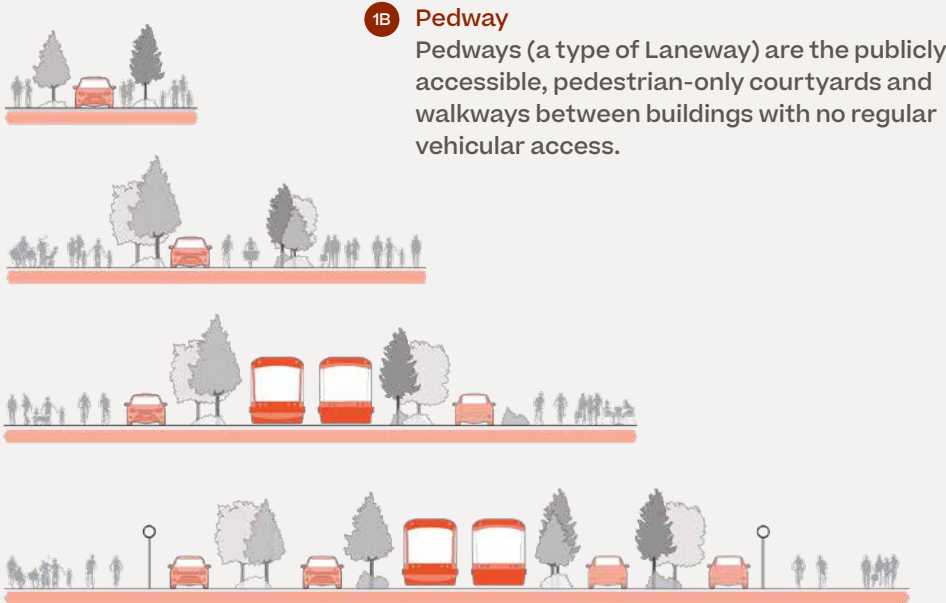 1B Pedway
Pedways (a type of Laneway) are the publicly
accessible, pedestrian-only courtyards and
walkways between buildings with no regular
vehicular access.